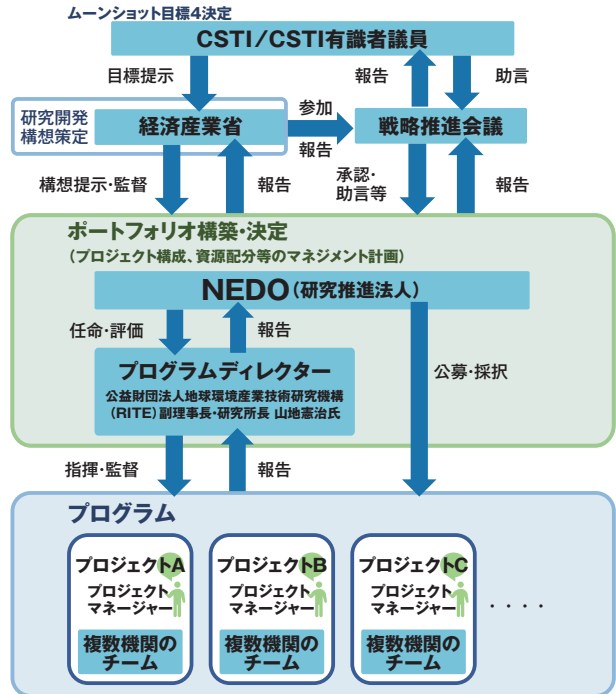 ムーンショット目標4決定
CSTI/CSTI有識者議員
目標提示
報告
助言
研究開発
構想策定
経済産業省
参加
報告
戦略推進会議
構想提示・監督
報告
承認・
助言等
報告
ポートフォリオ構築・決定
(プロジェクト構成、資源配分等のマネジメント計画)
NEDO(研究推進法人)
任命・評価
報告
プログラムディレクター
公益財団法人地球環境産業技術研究機構
(RITE)副理事長・研究所長 山地憲治氏
公募・採択
指揮・監督
報告
プログラム
プロジェクトA
プロジェクト
マネージャー
複数機関の
チーム
プロジェクトB
プロジェクト
マネージャー
複数機関の
チーム
プロジェクトC
プロジェクト
マネージャー
複数機関の
チーム
・・・・